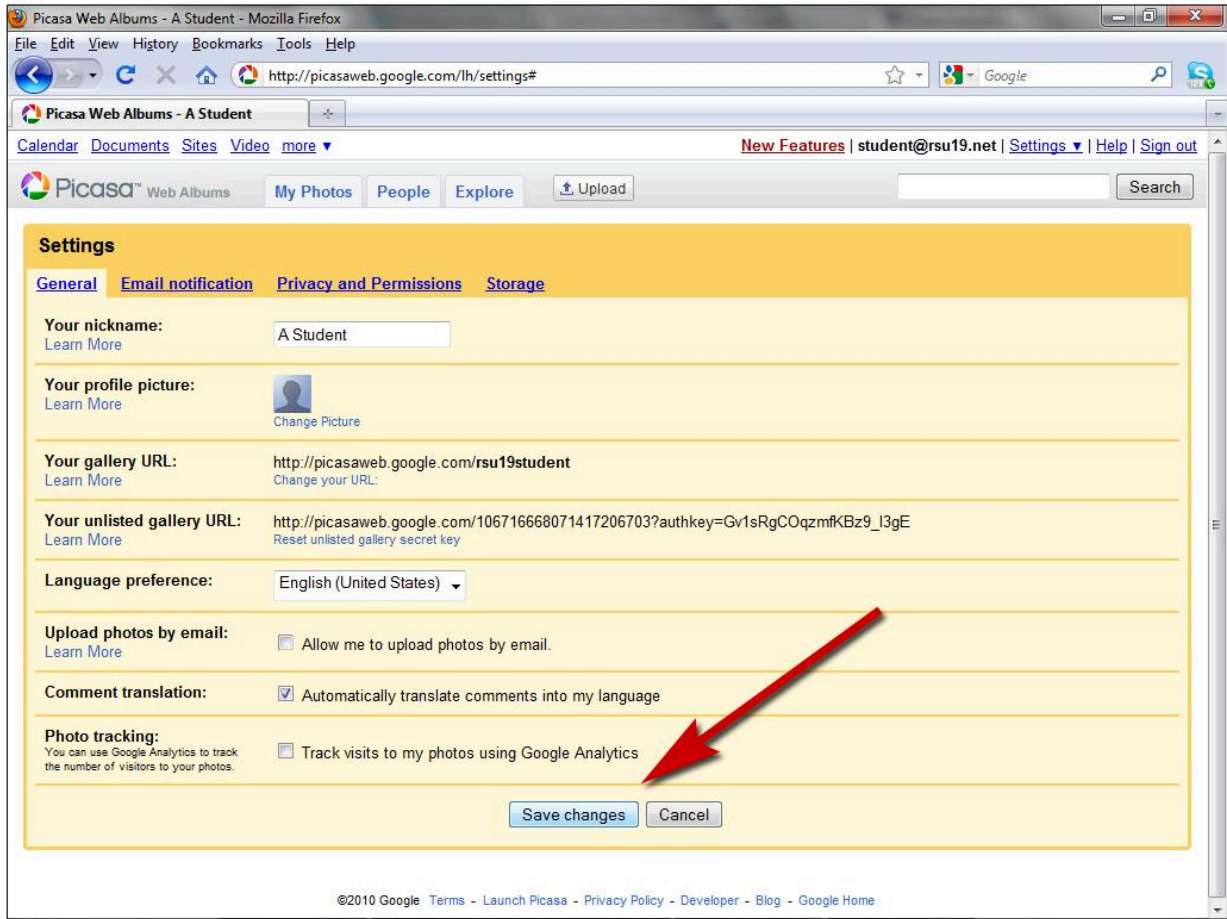 Picasa Web Albums - A Student - Mozilla Firefox
File Edit View History Bookmarks Tools Help
http://picasaweb.google.com/lh/settings#
Google
Picasa Web Albums - A Student
Calendar Documents Sites Video more ▼ New Features | student@rsu19.net | Settings ▼ | Help | Sign out
Picasa™ Web Albums My Photos People Explore Upload Search
Settings
General Email notification Privacy and Permissions Storage
Your nickname: A Student
Learn More
Your profile picture:
Learn More
Change Picture
Your gallery URL: http://picasaweb.google.com/rsu19student
Learn More Change your URL:
Your unlisted gallery URL: http://picasaweb.google.com/106716668071417206703?authkey=Gv1sRgCOqzmfKBz9_I3gE
Learn More Reset unlisted gallery secret key
Language preference: English (United States)
Upload photos by email: Allow me to upload photos by email.
Learn More
Comment translation: Automatically translate comments into my language
Photo tracking:
You can use Google Analytics to track
the number of visitors to your photos.
Track visits to my photos using Google Analytics
Save changes Cancel
©2010 Google Terms - Launch Picasa - Privacy Policy - Developer - Blog - Google Home